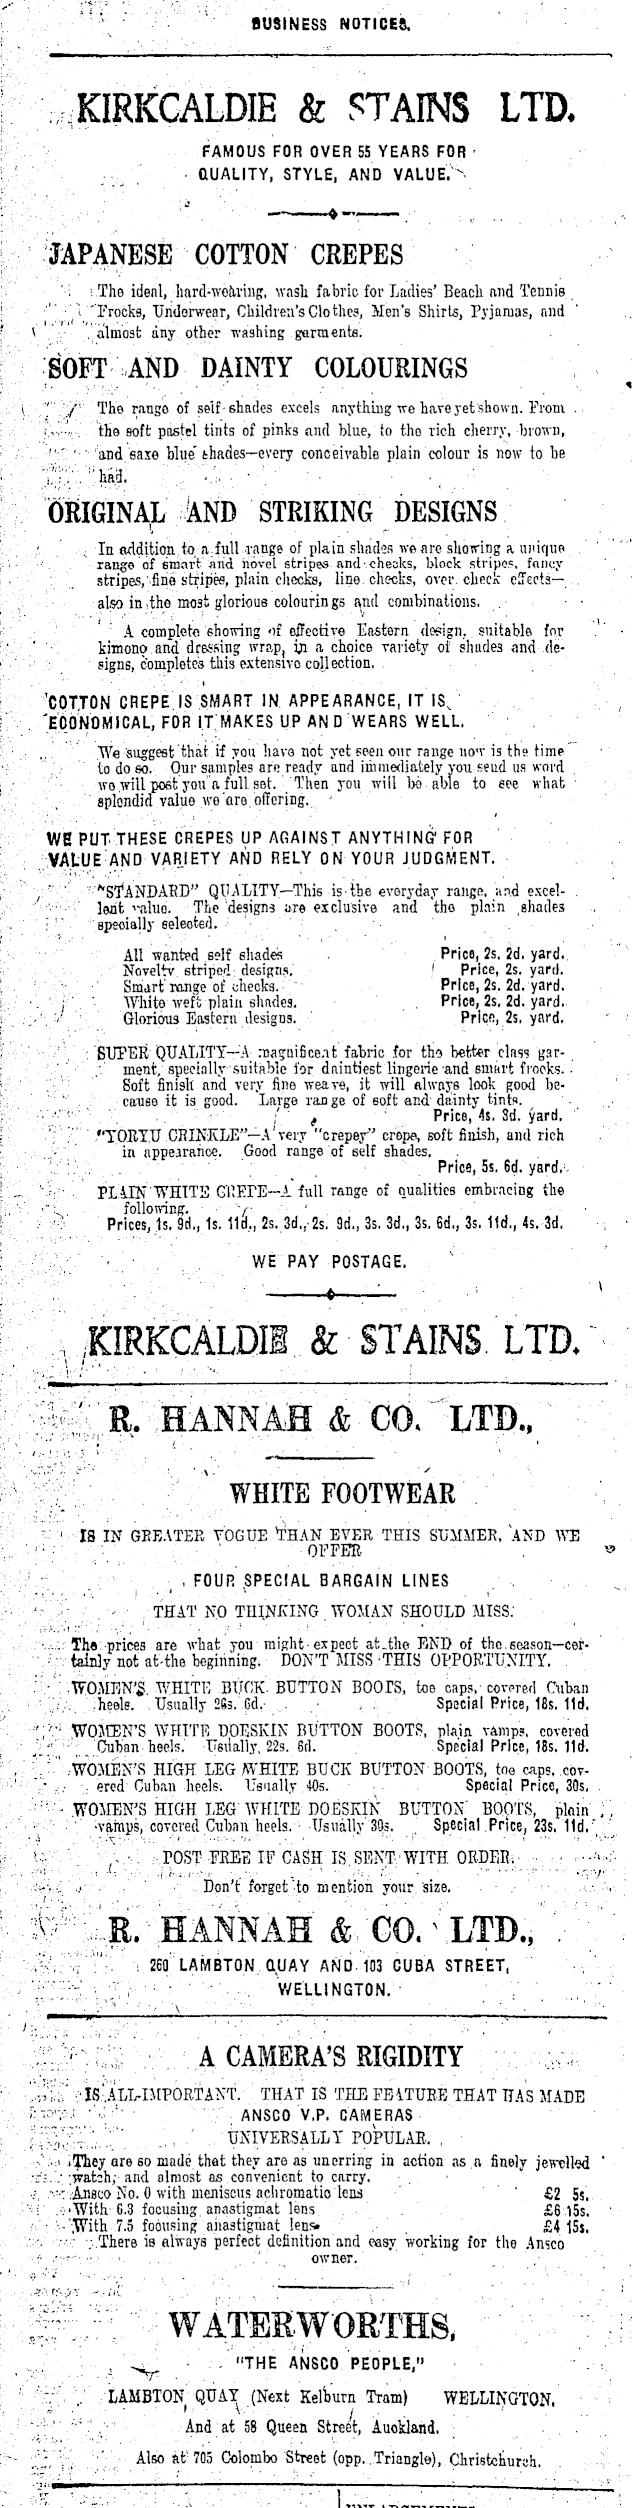 BUSINESS NOTICES.
KIRKCALDIE & STAINS LTD.
FAMOUS FOR OVER 55 YEARS FOR
QUALITY, STYLE, AND VALUE.
JAPANESE COTTON CREPES
The ideal, hard-wearing, wash fabric for Ladies' Beach and Tennis
Frocks, Underwear, Children's Clothes, Men's Shirts, Pyjamas, and
almost any other washing garments.
SOFT AND DAINTY COLOURINGS
The range of self shades excels anything we have yet shown. From
the soft pastel tints of pinks and blue, to the rich cherry, brown,
and saxe blue shades—every conceivable plain colour is now to be
had.
ORIGINAL AND STRIKING DESIGNS
In addition to a full range of plain shades we are showing a unique
range of smart and novel stripes and checks, block stripes, fancy
stripes, fine stripes, plain checks, line checks, over check effects—
also in the most glorious colourings and combinations.
A complete showing of effective Eastern design, suitable for
kimono and dressing wrap, in a choice variety of shades and de-
signs, completes this extensive collection.
COTTON CREPE IS SMART IN APPEARANCE, IT IS
ECONOMICAL, FOR IT MAKES UP AND WEARS WELL.
We suggest that if you have not yet seen our range now is the time
to do so. Our samples are ready and immediately you send us word
we will post you a full set. Then you will be able to see what
splendid value we are offering.
WE PUT THESE CREPES UP AGAINST ANYTHING FOR
VALUE AND VARIETY AND RELY ON YOUR JUDGMENT.
"STANDARD" QUALITY—This is the everyday range, and excel-
lent value. The designs are exclusive and the plain shades
specially selected.
All wanted self shades Price, 2s. 2d. yard.
Novelty striped designs. Price, 2s. yard.
Smart range of checks. Price, 2s. 2d. yard.
White weft plain shades. Price, 2s. 2d. yard.
Glorious Eastern designs. Price, 2s. yard.
SUPER QUALITY—A magnificent fabric for the better class gar-
ment, specially suitable for daintiest lingerie and smart frocks.
Soft finish and very fine weave, it will always look good be-
cause it is good. Large range of soft and dainty tints.
Price, 4s. 3d. yard.
"YORYU CRINKLE"—A very "crepey" crepe, soft finish, and rich
in appearance. Good range of self shades.
Price, 5s. 6d. yard.
PLAIN WHITE CREPE—A full range of qualities embracing the
following.
Prices, 1s. 9d., 1s. 11d., 2s. 3d., 2s. 9d., 3s. 3d., 3s. 6d., 3s. 11d., 4s. 3d.
WE PAY POSTAGE.
KIRKCALDIE & STAINS LTD.
R. HANNAH & CO. LTD.,
WHITE FOOTWEAR
IS IN GREATER VOGUE THAN EVER THIS SUMMER, AND WE
OFFER
FOUR SPECIAL BARGAIN LINES
THAT NO THINKING WOMAN SHOULD MISS.
The prices are what you might expect at the END of the season—cer-
tainly not at the beginning. DON'T MISS THIS OPPORTUNITY.
WOMEN'S WHITE BUCK BUTTON BOOTS, toe caps, covered Cuban
heels. Usually 26s. 6d. Special Price, 18s. 11d.
WOMEN'S WHITE DOESKIN BUTTON BOOTS, plain vamps, covered
Cuban heels. Usually, 22s. 6d. Special Price, 18s. 11d.
WOMEN'S HIGH LEG WHITE BUCK BUTTON BOOTS, toe caps, cov-
ered Cuban heels. Usually 40s. Special Price, 30s.
WOMEN'S HIGH LEG WHITE DOESKIN BUTTON BOOTS, plain
vamps, covered Cuban heels. Usually 30s. Special Price, 23s. 11d.
POST FREE IF CASH IS SENT WITH ORDER.
Don't forget to mention your size.
R. HANNAH & CO. LTD.,
260 LAMBTON QUAY AND 103 CUBA STREET,
WELLINGTON.
A CAMERA'S RIGIDITY
IS ALL-IMPORTANT. THAT IS THE FEATURE THAT HAS MADE
ANSCO V.P. CAMERAS
UNIVERSALLY POPULAR.
They are so made that they are as unerring in action as a finely jewelled
watch, and almost as convenient to carry.
Ansco No. 0 with meniscus achromatic lens £2 5s.
With 6.3 focusing anastigmat lens £6 15s.
With 7.5 focusing anastigmat lens £4 15s.
There is always perfect definition and easy working for the Ansco
owner.
WATERWORTHS,
"THE ANSCO PEOPLE,"
LAMBTON QUAY (Next Kelburn Tram) WELLINGTON,
And at 58 Queen Street, Auckland.
Also at 705 Colombo Street (opp. Triangle), Christchurch.